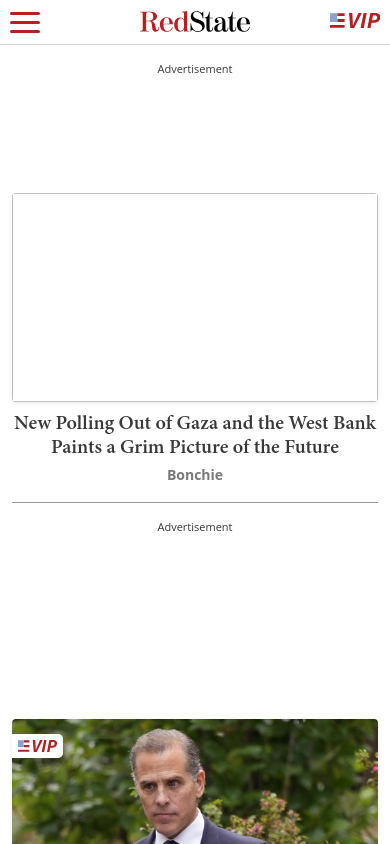 RedState
VIP
Advertisement
New Polling Out of Gaza and the West Bank
Paints a Grim Picture of the Future
Bonchie
Advertisement
VIP